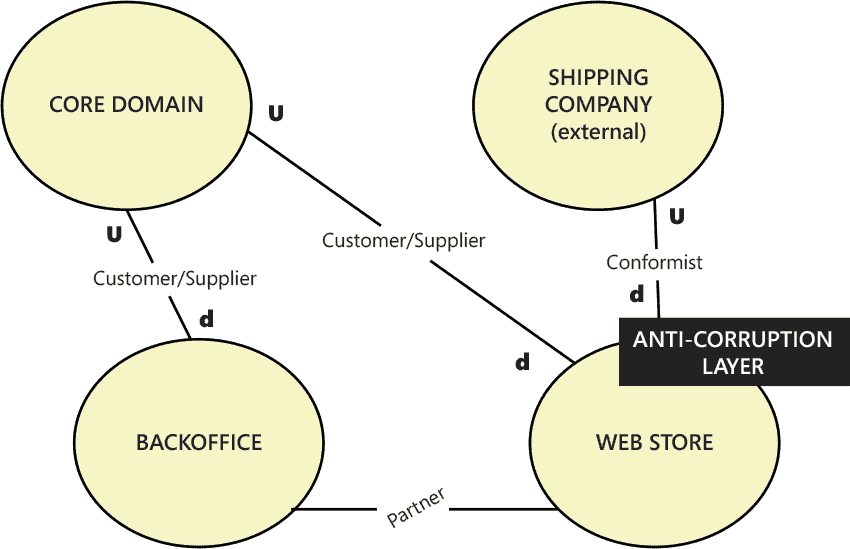 CORE DOMAIN
SHIPPING
COMPANY
(external)
U
U
U
Customer/Supplier
Customer/Supplier
Conformist
d
d
d
ANTI-CORRUPTION
LAYER
BACKOFFICE
WEB STORE
Partner